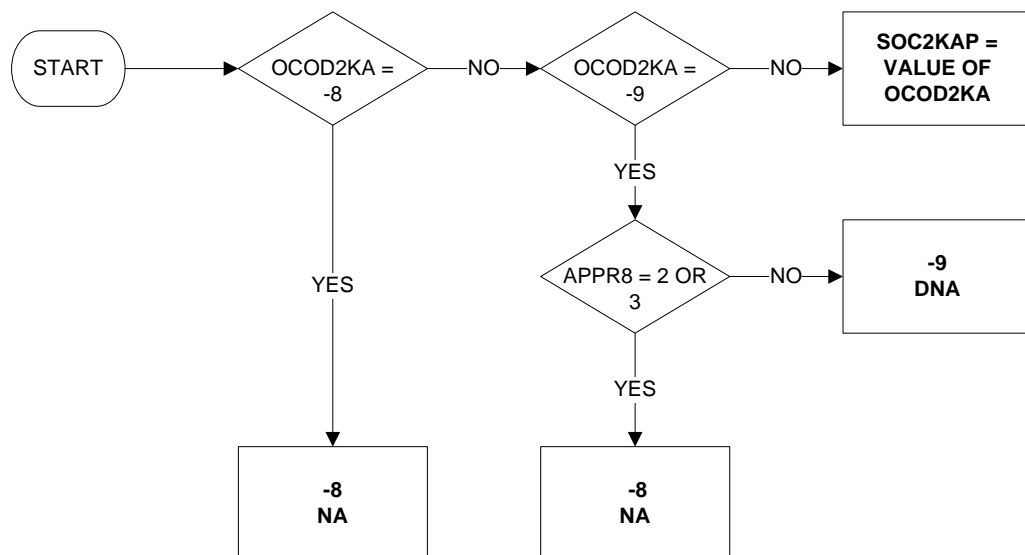 START
OCOD2KA =
-8
NO
OCOD2KA =
-9
NO
SOC2KAP =
VALUE OF
OCOD2KA
YES
YES
APPR8 = 2 OR
3
NO
-9
DNA
YES
-8
NA
-8
NA